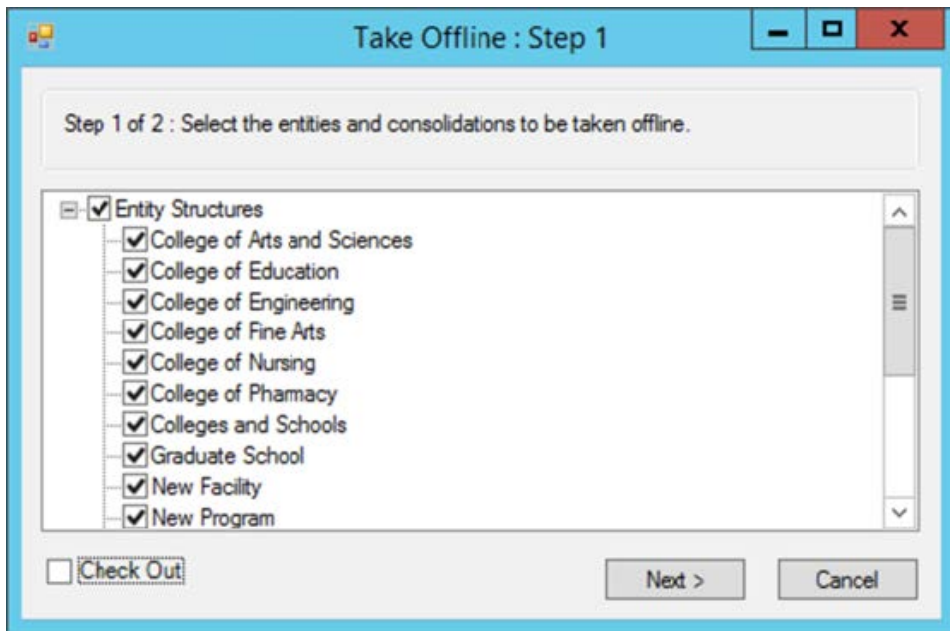 Take Offline : Step 1
Step 1 of 2 : Select the entities and consolidations to be taken offline.
Entity Structures
College of Arts and Sciences
College of Education
College of Engineering
College of Fine Arts
College of Nursing
College of Pharmacy
Colleges and Schools
Graduate School
New Facility
New Program
Check Out
Next >
Cancel